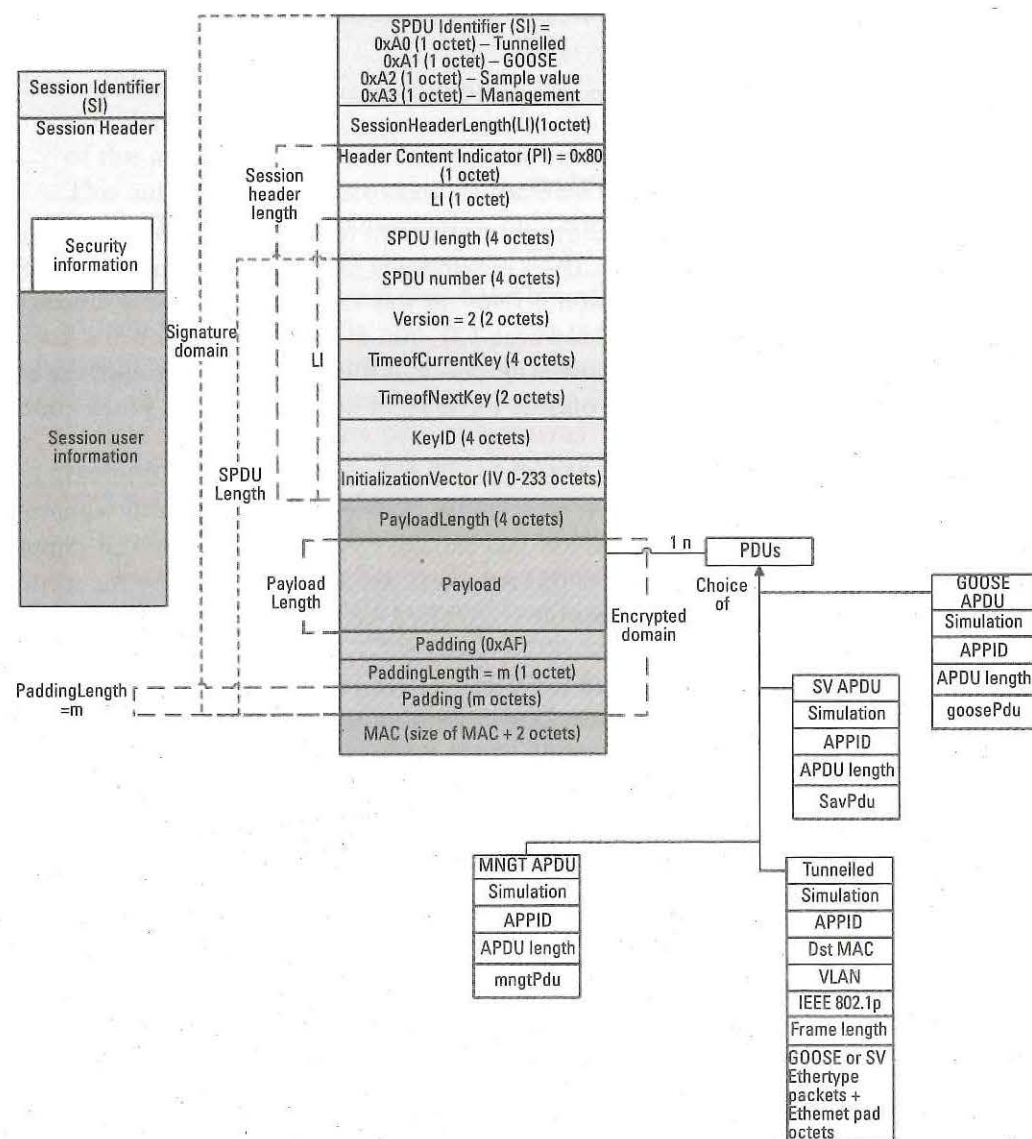 Session Identifier
(SI)
Session Header
Security
information
Session user
information
SPDU Identifier (SI) =
0xA0 (1 octet) – Tunnelled
0xA1 (1 octet) – GOOSE
0xA2 (1 octet) – Sample value
0xA3 (1 octet) – Management
SessionHeaderLength(LI)(1octet)
Header Content Indicator (PI) = 0x80
(1 octet)
LI (1 octet)
SPDU length (4 octets)
SPDU number (4 octets)
Version = 2 (2 octets)
TimeofCurrentKey (4 octets)
TimeofNextKey (2 octets)
KeyID (4 octets)
InitializationVector (IV 0-233 octets)
PayloadLength (4 octets)
Payload
Padding (0xAF)
PaddingLength = m (1 octet)
Padding (m octets)
MAC (size of MAC + 2 octets)
Session
header
length
Signature
domain
LI
SPDU
Length
Payload
Length
PaddingLength
=m
Encrypted
domain
1 n
PDUs
Choice
of
GOOSE
APDU
Simulation
APPID
APDU length
goosePdu
SV APDU
Simulation
APPID
APDU length
SavPdu
MNGT APDU
Simulation
APPID
APDU length
mngtPdu
Tunnelled
Simulation
APPID
Dst MAC
VLAN
IEEE 802.1p
Frame length
GOOSE or SV
Ethertype
packets +
Ethemet pad
octets